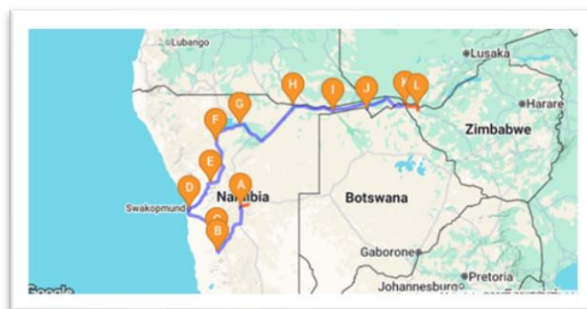 Lubango
Lusaka
H
K
L
I
J
G
Harare
F
Zimbabwe
E
A
Namibia
D
Botswana
Swakopmund
C
B
Gaborone
Pretoria
Johannesburg
Google